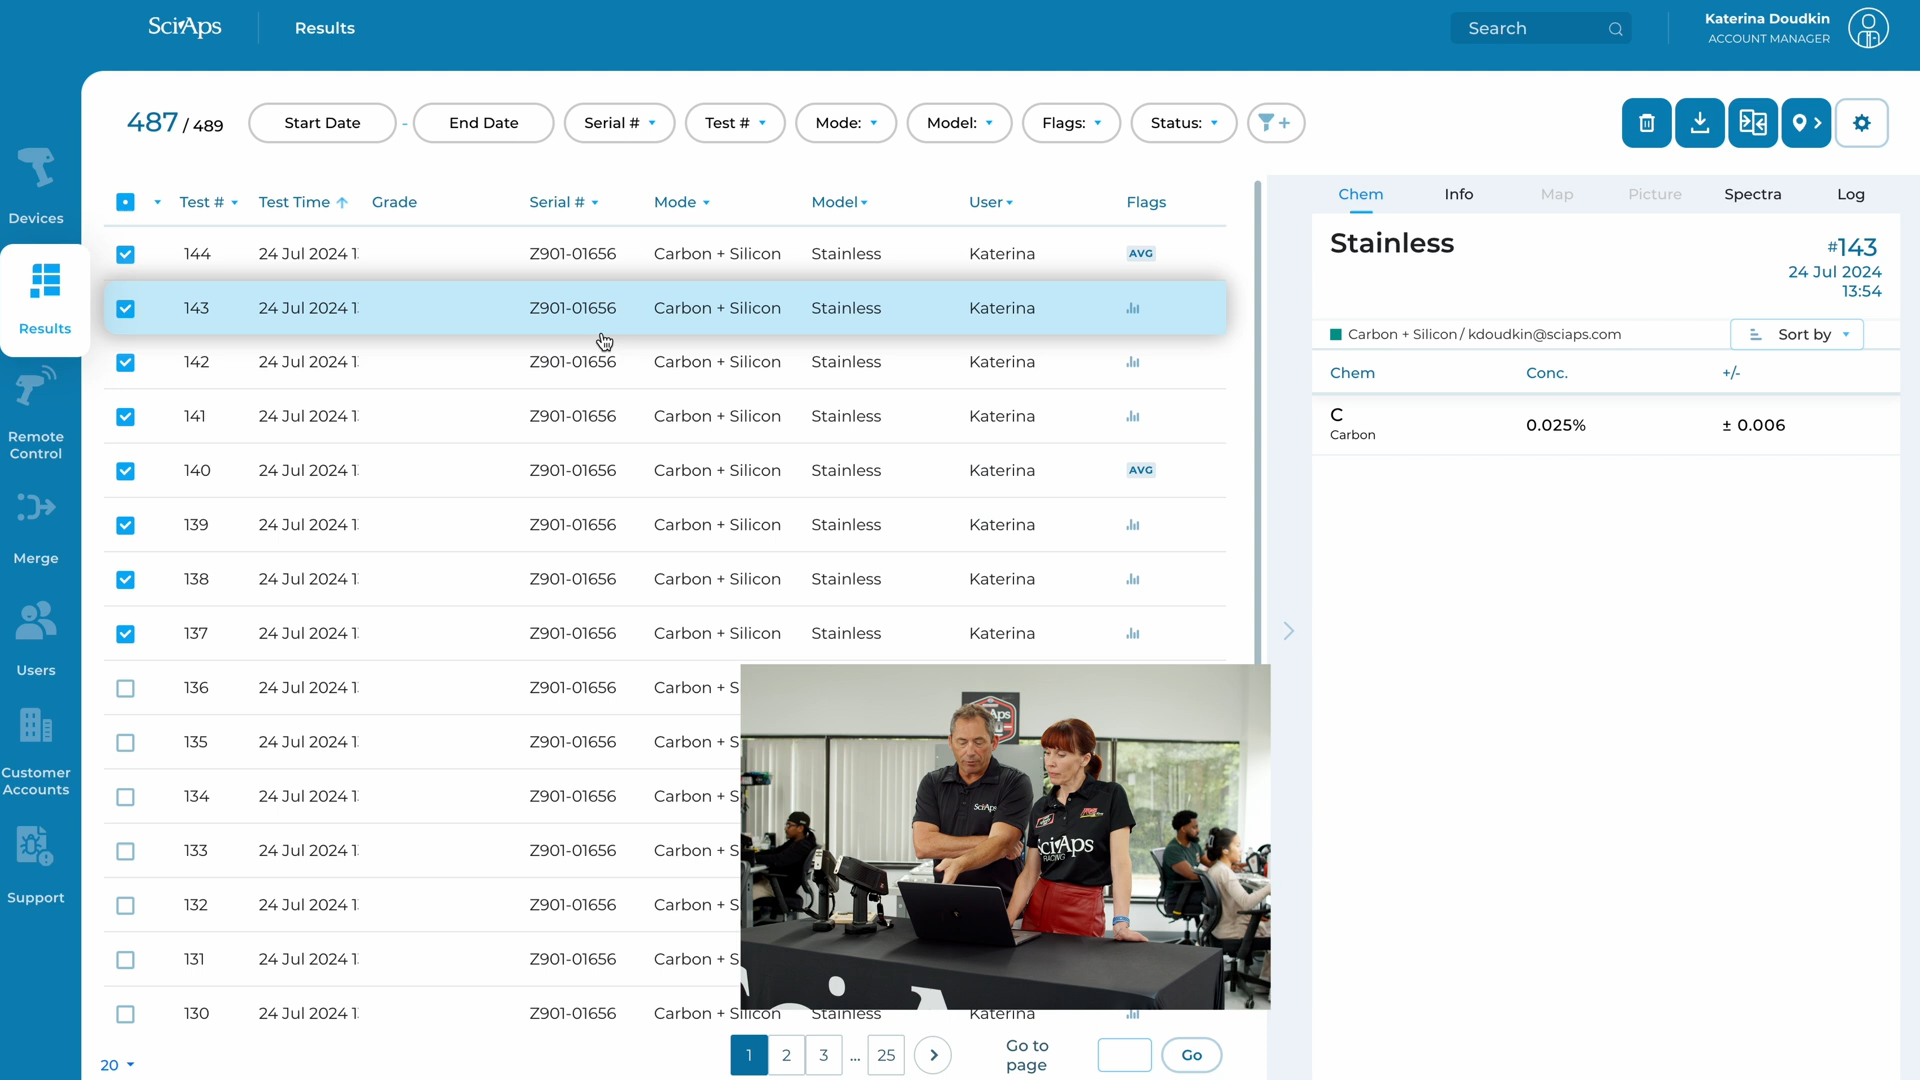 SciAps
Results
Search
Katerina Doudkin
ACCOUNT MANAGER
487 / 489
Start Date
-
End Date
Serial #
Test #
Mode:
Model:
Flags:
Status:
Devices
Results
Remote
Control
Merge
Users
Customer
Accounts
Support
Test # Test Time Grade Serial # Mode Model User Flags
144 24 Jul 2024 1 Z901-01656 Carbon + Silicon Stainless Katerina AVG
143 24 Jul 2024 1 Z901-01656 Carbon + Silicon Stainless Katerina
142 24 Jul 2024 1 Z901-01656 Carbon + Silicon Stainless Katerina
141 24 Jul 2024 1 Z901-01656 Carbon + Silicon Stainless Katerina
140 24 Jul 2024 1 Z901-01656 Carbon + Silicon Stainless Katerina AVG
139 24 Jul 2024 1 Z901-01656 Carbon + Silicon Stainless Katerina
138 24 Jul 2024 1 Z901-01656 Carbon + Silicon Stainless Katerina
137 24 Jul 2024 1 Z901-01656 Carbon + Silicon Stainless Katerina
136 24 Jul 2024 1 Z901-01656 Carbon + S
135 24 Jul 2024 1 Z901-01656 Carbon + S
134 24 Jul 2024 1 Z901-01656 Carbon + S
133 24 Jul 2024 1 Z901-01656 Carbon + S
132 24 Jul 2024 1 Z901-01656 Carbon + S
131 24 Jul 2024 1 Z901-01656 Carbon + S
130 24 Jul 2024 1 Z901-01656 Carbon + Silicon Stainless Katerina
20
1 2 3 ... 25
Go to
page
Go
Chem Info Map Picture Spectra Log
Stainless
#143
24 Jul 2024
13:54
Carbon + Silicon / kdoudkin@sciaps.com
Sort by
Chem Conc. +/-
C
Carbon
0.025% ± 0.006
SciAps
SciAps
RACING